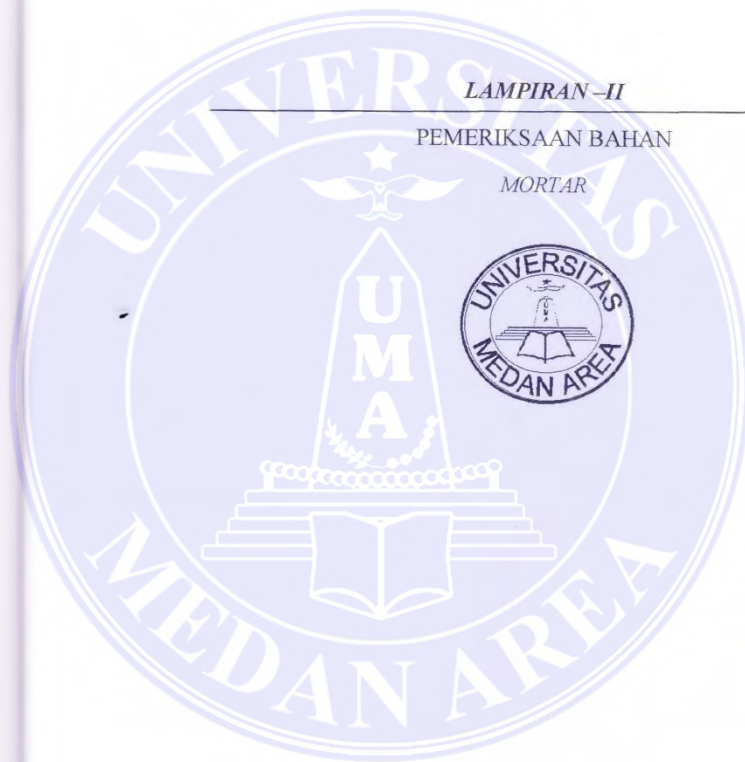 LAMPIRAN –II
PEMERIKSAAN BAHAN
MORTAR
UNIVERSITAS
MEDAN AREA
UNIVERSITAS
U
M
A
MEDAN AREA